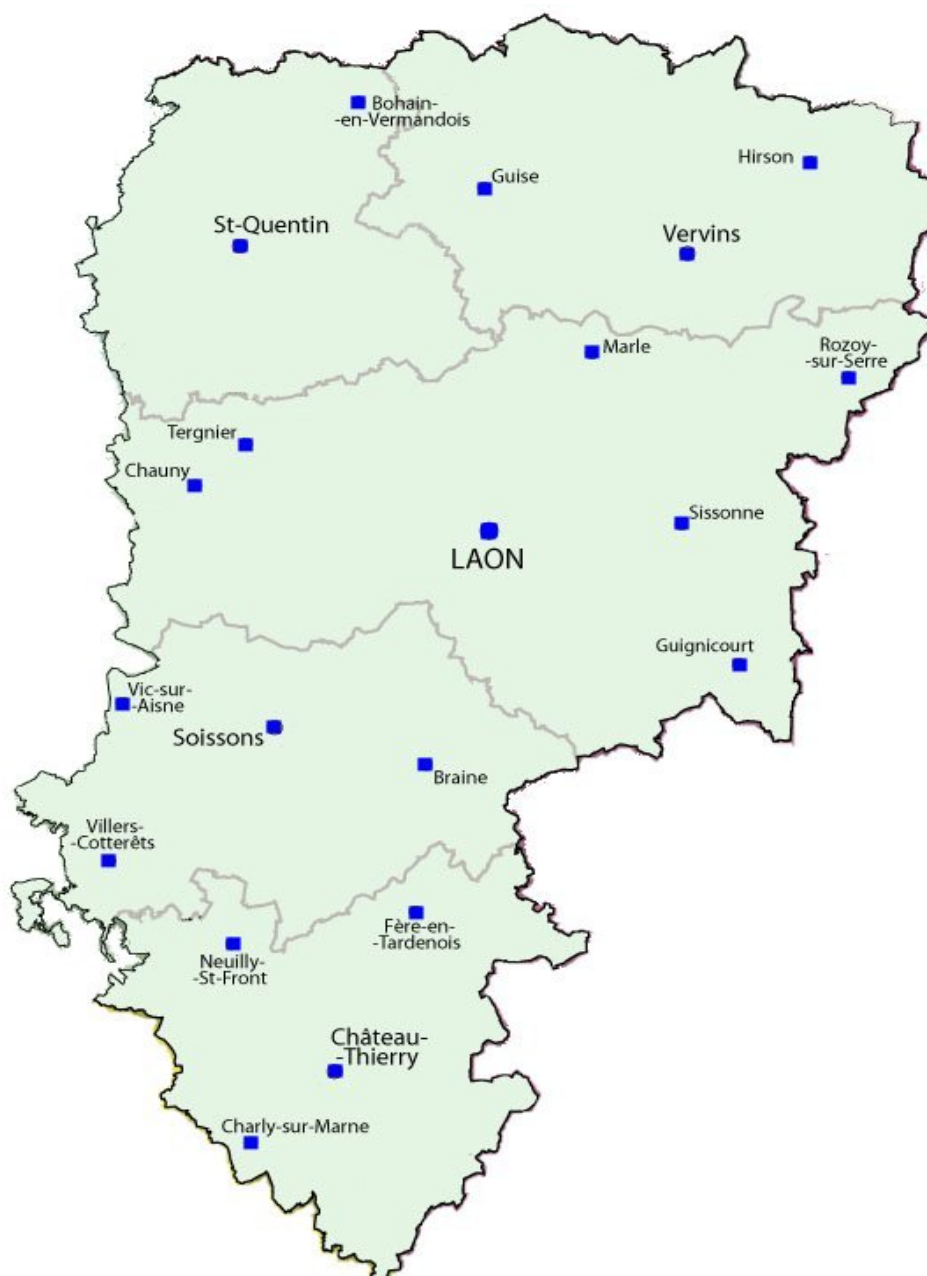 Bohain-
-en-Vermandois
Hirson
Guise
St-Quentin
Vervins
Marle
Rozoy-
-sur-Serre
Tergnier
Chauny
Sissonne
LAON
Guignicourt
Vic-sur-
-Aisne
Soissons
Braine
Villers-
-Cotterêts
Fère-en-
-Tardenois
Neuilly-
-St-Front
Château-
-Thierry
Charly-sur-Marne